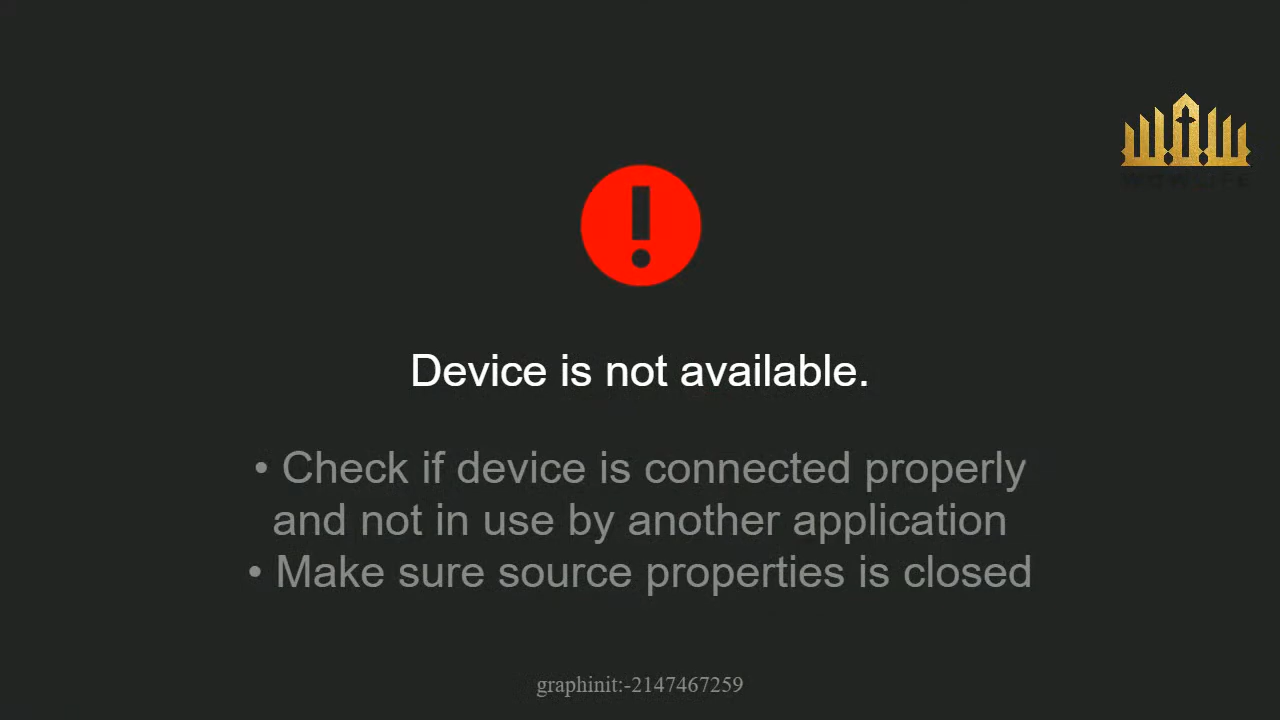 Device is not available.
• Check if device is connected properly
and not in use by another application
• Make sure source properties is closed
graphinit:-2147467259